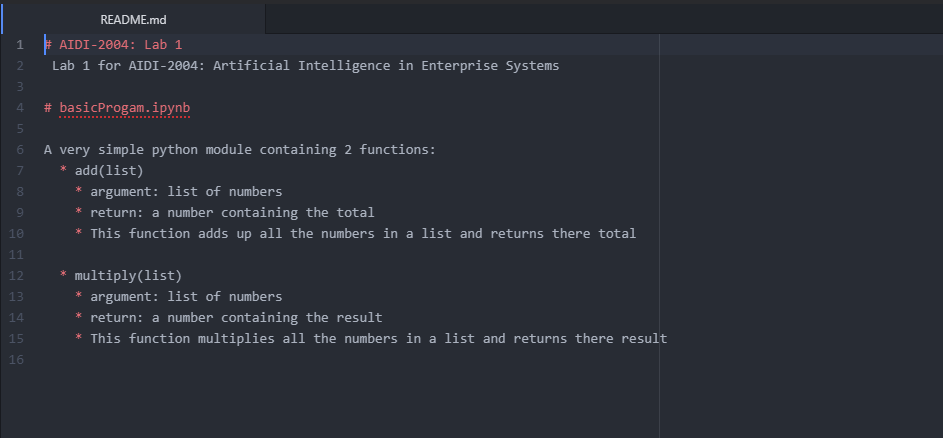 README.md
1 # AIDI-2004: Lab 1
2 Lab 1 for AIDI-2004: Artificial Intelligence in Enterprise Systems
3
4 # basicProgam.ipynb
5
6 A very simple python module containing 2 functions:
7 * add(list)
8 * argument: list of numbers
9 * return: a number containing the total
10 * This function adds up all the numbers in a list and returns there total
11
12 * multiply(list)
13 * argument: list of numbers
14 * return: a number containing the result
15 * This function multiplies all the numbers in a list and returns there result
16